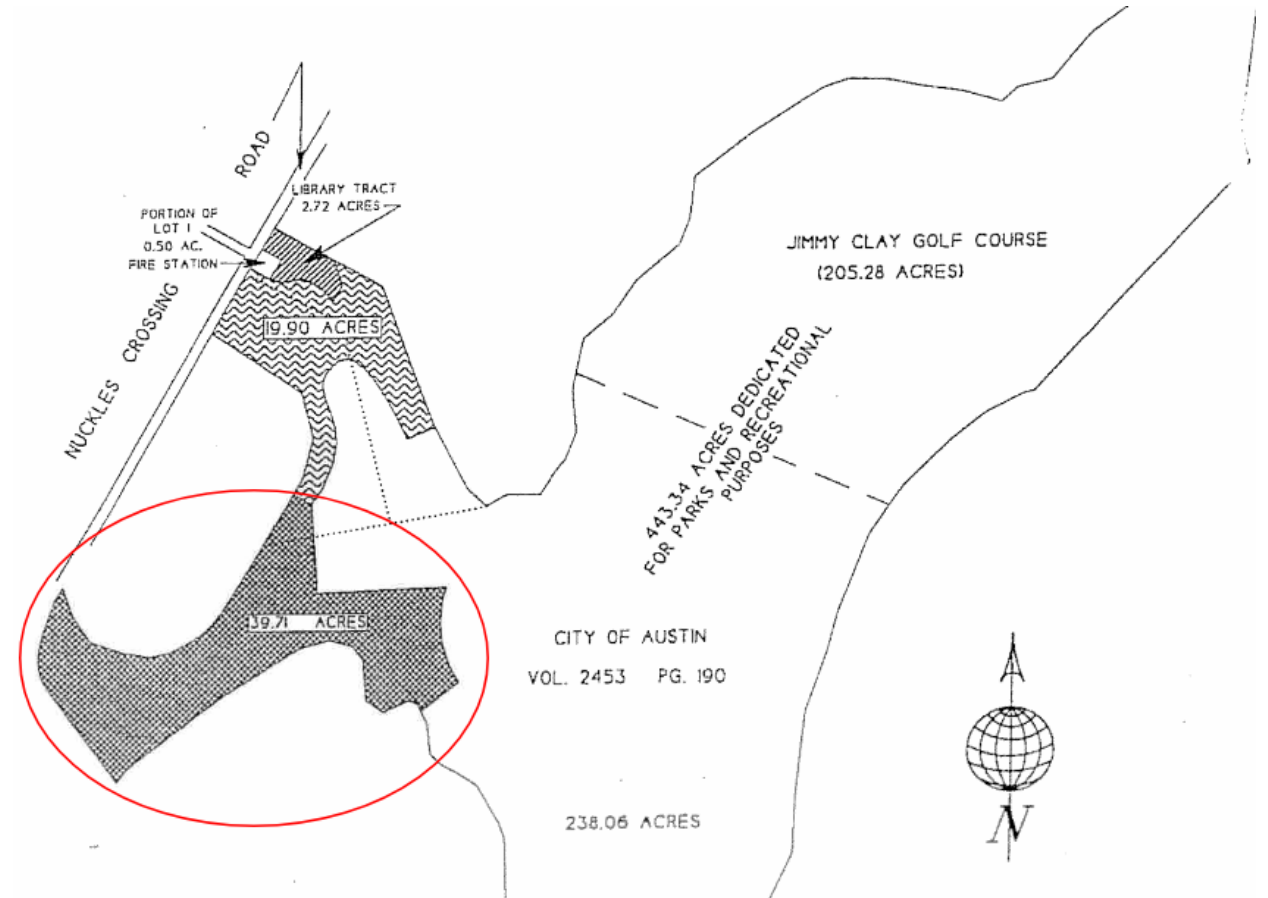 ROAD
LIBRARY TRACT
2.72 ACRES
PORTION OF
LOT 1
0.50 AC.
FIRE STATION
NUCKLES CROSSING
19.90 ACRES
JIMMY CLAY GOLF COURSE
(205.28 ACRES)
443.34 ACRES DEDICATED
FOR PARKS AND RECREATIONAL
PURPOSES
39.71 ACRES
CITY OF AUSTIN
VOL. 2453 PG. 190
238.06 ACRES
N